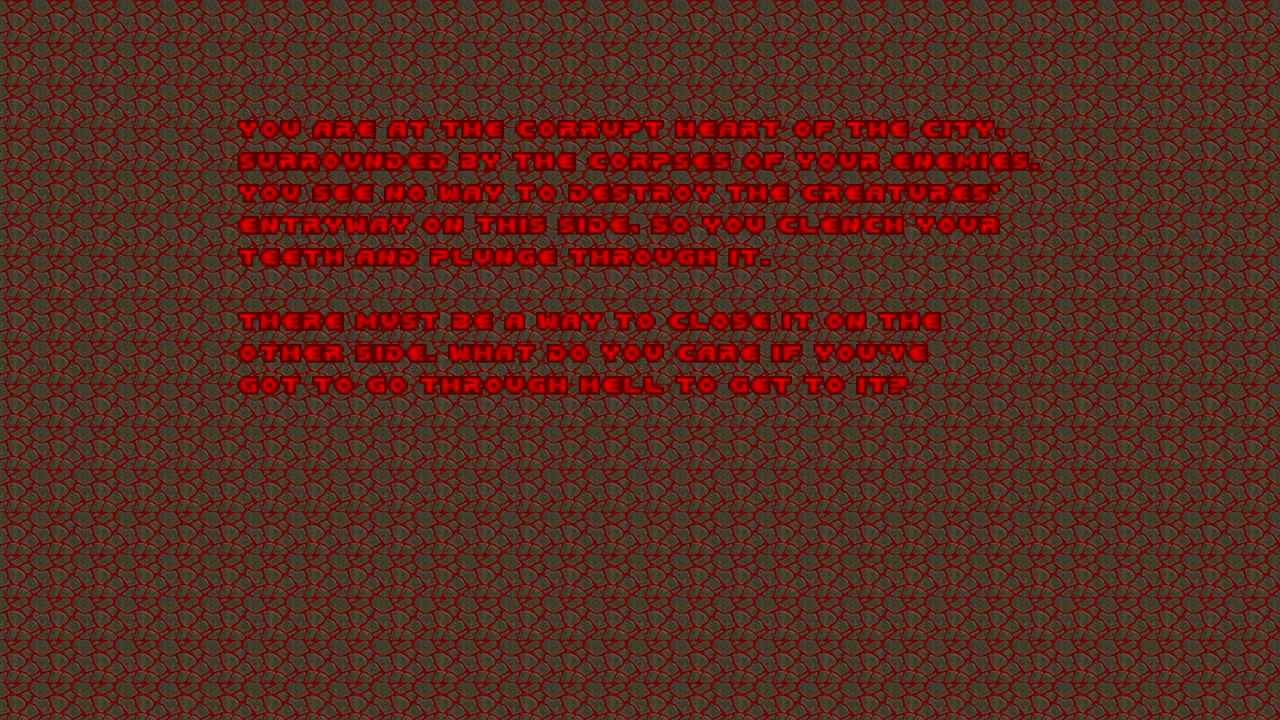 YOU ARE AT THE CORRUPT HEART OF THE CITY,
SURROUNDED BY THE CORPSES OF YOUR ENEMIES.
YOU SEE NO WAY TO DESTROY THE CREATURES'
ENTRYWAY ON THIS SIDE, SO YOU CLENCH YOUR
TEETH AND PLUNGE THROUGH IT.
THERE MUST BE A WAY TO CLOSE IT ON THE
OTHER SIDE. WHAT DO YOU CARE IF YOU'VE
GOT TO GO THROUGH HELL TO GET TO IT?